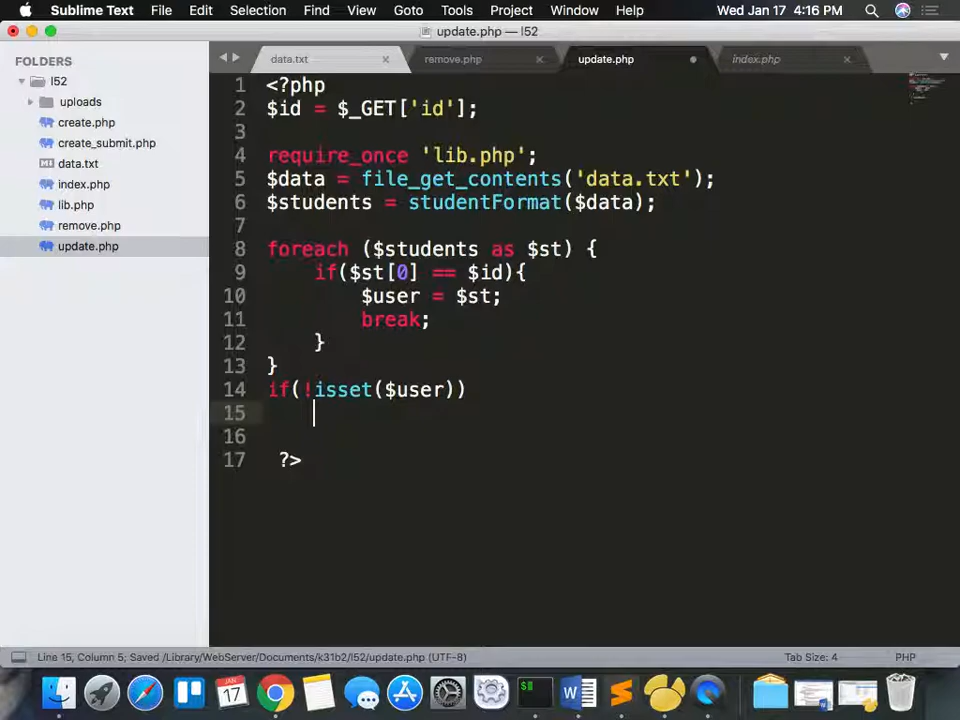 Sublime Text File Edit Selection Find View Goto Tools Project Window Help Wed Jan 17 4:16 PM
update.php — l52
FOLDERS
l52
uploads
create.php
create_submit.php
data.txt
index.php
lib.php
remove.php
update.php
data.txt remove.php update.php index.php
1 <?php
2 $id = $_GET['id'];
3
4 require_once 'lib.php';
5 $data = file_get_contents('data.txt');
6 $students = studentFormat($data);
7
8 foreach ($students as $st) {
9 if($st[0] == $id){
10 $user = $st;
11 break;
12 }
13 }
14 if(!isset($user))
15
16
17 ?>
Line 15, Column 5; Saved /Library/WebServer/Documents/k31b2/l52/update.php (UTF-8) Tab Size: 4 PHP
JAN
17